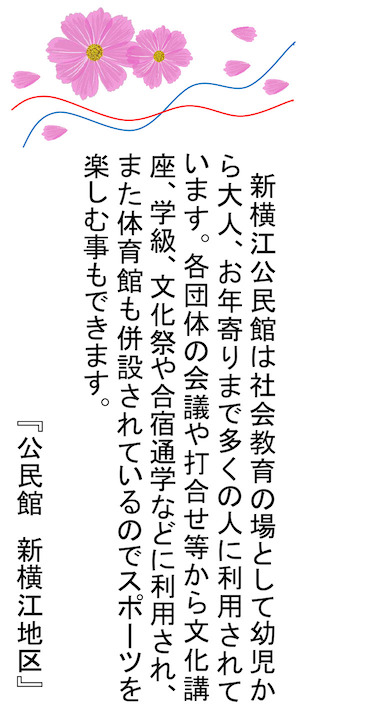 新横江公民館は社会教育の場として幼児か
ら大人、お年寄りまで多くの人に利用されて
います。各団体の会議や打合せ等から文化講
座、学級、文化祭や合宿通学などに利用され、
また体育館も併設されているのでスポーツを
楽しむ事もできます。
『公民館　新横江地区』